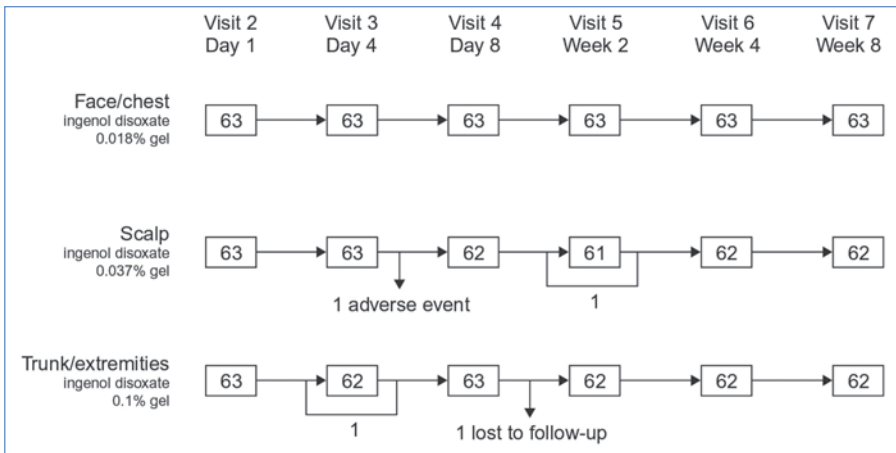 Visit 2 Visit 3 Visit 4 Visit 5 Visit 6 Visit 7
Day 1 Day 4 Day 8 Week 2 Week 4 Week 8
Face/chest
ingenol disoxate
0.018% gel
63 63 63 63 63 63
Scalp
ingenol disoxate
0.037% gel
63 63 62 61 62 62
1 adverse event 1
Trunk/extremities
ingenol disoxate
0.1% gel
63 62 63 62 62 62
1 1 lost to follow-up